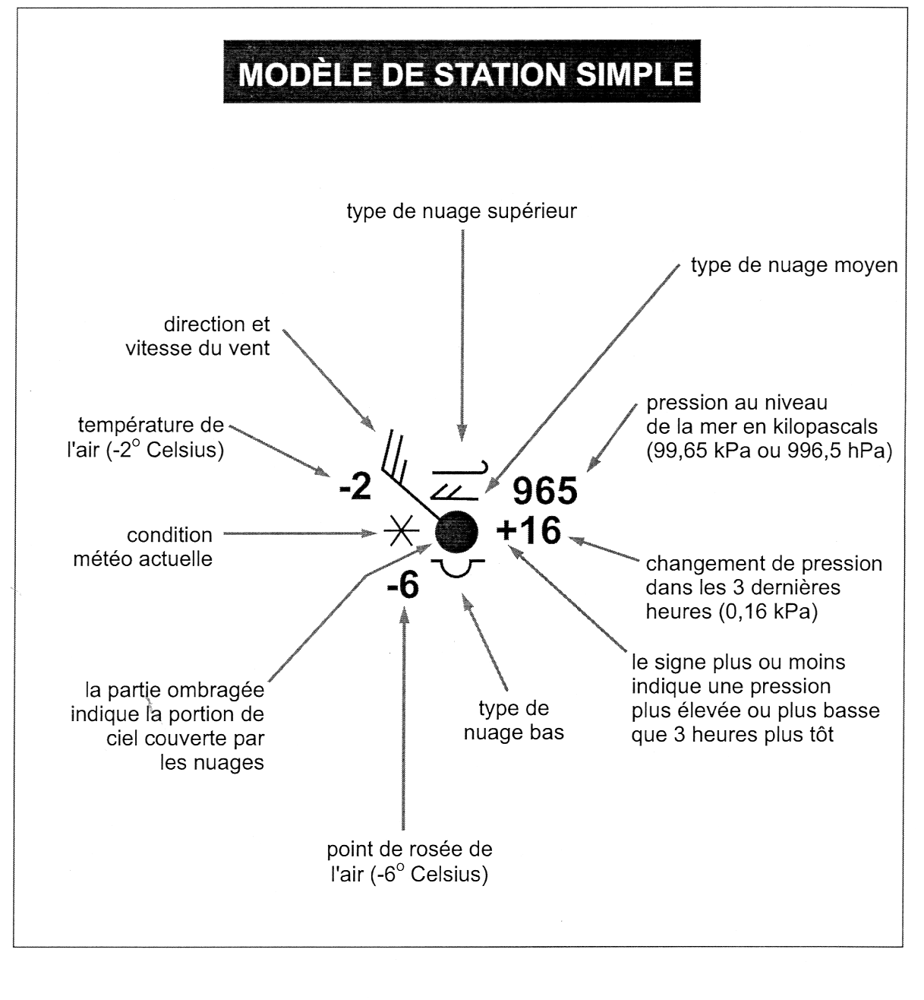 MODÈLE DE STATION SIMPLE
type de nuage supérieur
type de nuage moyen
direction et
vitesse du vent
pression au niveau
de la mer en kilopascals
(99,65 kPa ou 996,5 hPa)
température de
l'air (-2° Celsius)
-2
965
+16
condition
météo actuelle
changement de pression
dans les 3 dernières
heures (0,16 kPa)
-6
le signe plus ou moins
indique une pression
plus élevée ou plus basse
que 3 heures plus tôt
la partie ombragée
indique la portion de
ciel couverte par
les nuages
type de
nuage bas
point de rosée de
l'air (-6° Celsius)